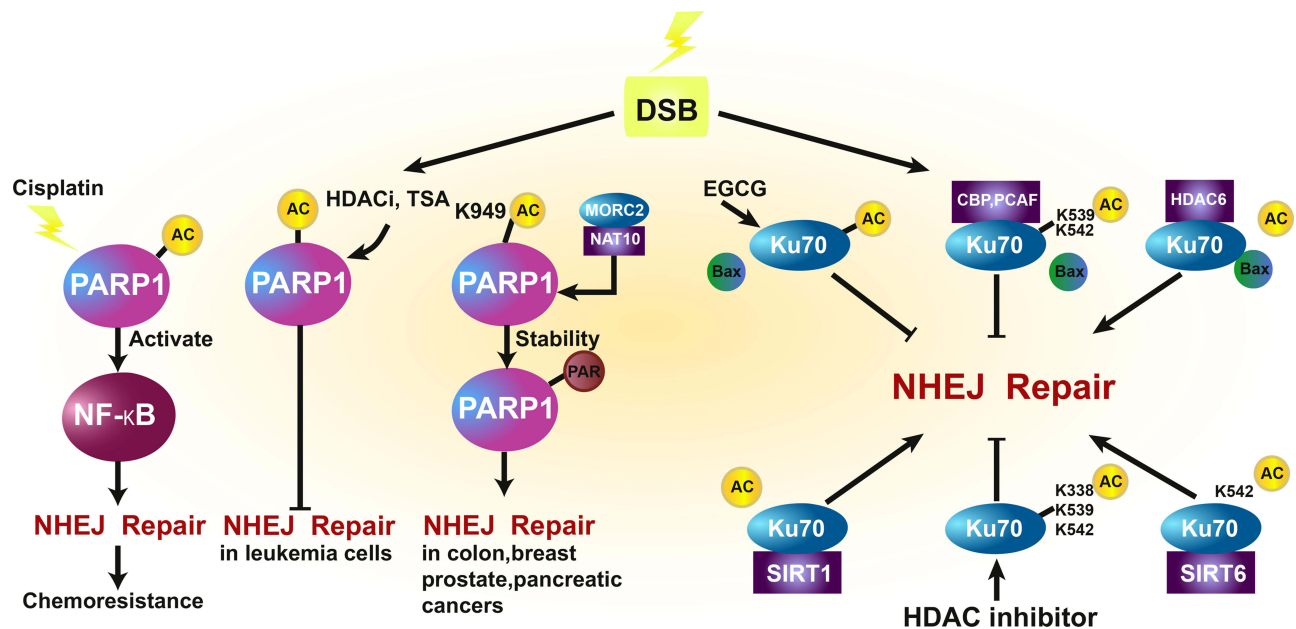 DSB
Cisplatin
AC
PARP1
Activate
NF-κB
NHEJ Repair
Chemoresistance
AC
HDACi, TSA
PARP1
NHEJ Repair
in leukemia cells
K949
AC
MORC2
NAT10
PARP1
Stability
PAR
PARP1
NHEJ Repair
in colon,breast
prostate,pancreatic
cancers
EGCG
AC
Ku70
Bax
CBP,PCAF
AC
K539
K542
Ku70
Bax
HDAC6
AC
Ku70
Bax
NHEJ Repair
AC
Ku70
SIRT1
AC
K338
K539
K542
Ku70
HDAC inhibitor
AC
K542
Ku70
SIRT6